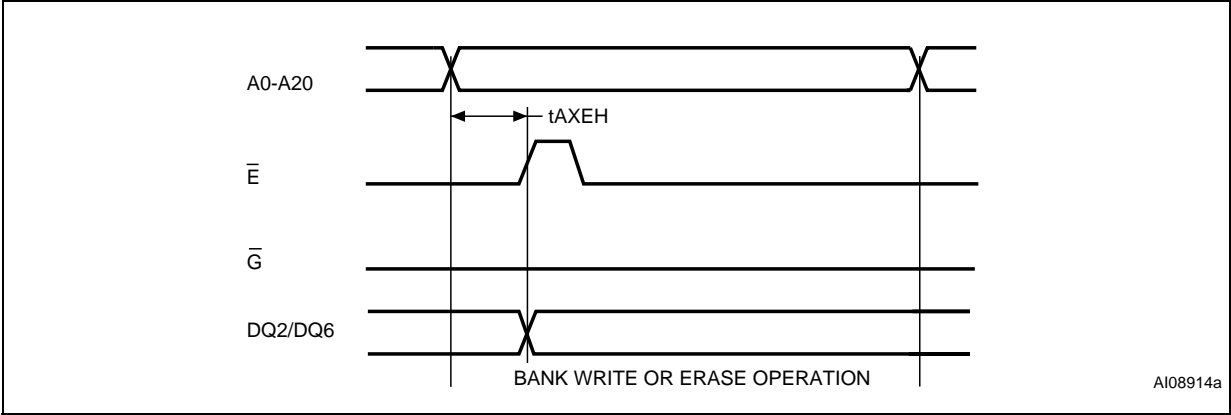 A0-A20
tAXEH
E̅
G̅
DQ2/DQ6
BANK WRITE OR ERASE OPERATION
AI08914a